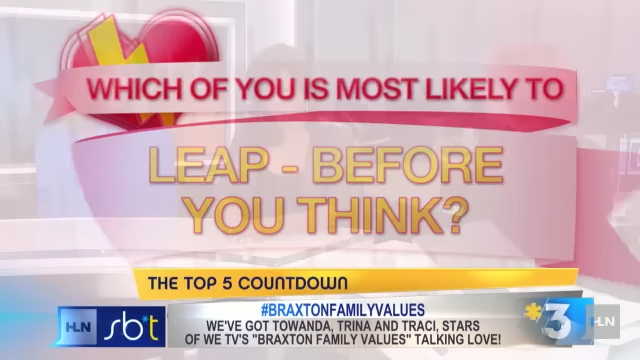 WHICH OF YOU IS MOST LIKELY TO
LEAP - BEFORE
YOU THINK?
THE TOP 5 COUNTDOWN
#BRAXTONFAMILYVALUES
HLN sbt
WE'VE GOT TOWANDA, TRINA AND TRACI, STARS
OF WE TV'S "BRAXTON FAMILY VALUES" TALKING LOVE!
*3
HLN